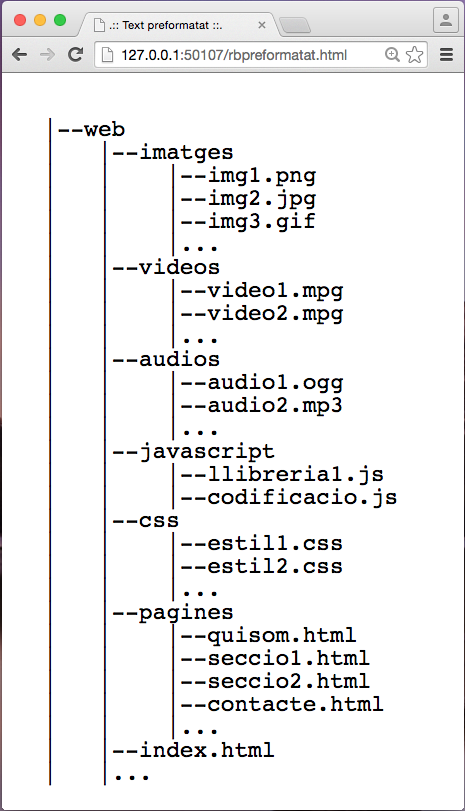 .:: Text preformatat ::.
127.0.0.1:50107/rbpreformatat.html
|--web
|   |--imatges
|   |    |--img1.png
|   |    |--img2.jpg
|   |    |--img3.gif
|   |    |...
|   |--videos
|   |    |--video1.mpg
|   |    |--video2.mpg
|   |    |...
|   |--audios
|   |    |--audio1.ogg
|   |    |--audio2.mp3
|   |    |...
|   |--javascript
|   |    |--llibreria1.js
|   |    |--codificacio.js
|   |--css
|   |    |--estil1.css
|   |    |--estil2.css
|   |    |...
|   |--pagines
|   |    |--quisom.html
|   |    |--seccio1.html
|   |    |--seccio2.html
|   |    |--contacte.html
|   |    |...
|   |--index.html
|   |...